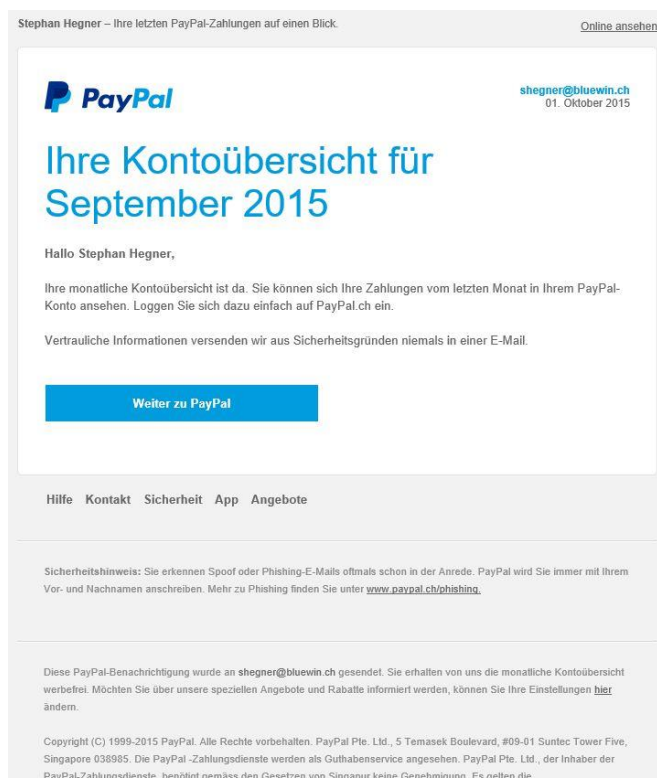 Stephan Hegner – Ihre letzten PayPal-Zahlungen auf einen Blick.
Online ansehen
PayPal
shegner@bluewin.ch
01. Oktober 2015
Ihre Kontoübersicht für
September 2015
Hallo Stephan Hegner,
Ihre monatliche Kontoübersicht ist da. Sie können sich Ihre Zahlungen vom letzten Monat in Ihrem PayPal-
Konto ansehen. Loggen Sie sich dazu einfach auf PayPal.ch ein.
Vertrauliche Informationen versenden wir aus Sicherheitsgründen niemals in einer E-Mail.
Weiter zu PayPal
Hilfe Kontakt Sicherheit App Angebote
Sicherheitshinweis: Sie erkennen Spoof oder Phishing-E-Mails oftmals schon in der Anrede. PayPal wird Sie immer mit Ihrem
Vor- und Nachnamen anschreiben. Mehr zu Phishing finden Sie unter www.paypal.ch/phishing.
Diese PayPal-Benachrichtigung wurde an shegner@bluewin.ch gesendet. Sie erhalten von uns die monatliche Kontoübersicht
werbefrei. Möchten Sie über unsere speziellen Angebote und Rabatte informiert werden, können Sie Ihre Einstellungen hier
ändern.
Copyright (C) 1999-2015 PayPal. Alle Rechte vorbehalten. PayPal Pte. Ltd., 5 Temasek Boulevard, #09-01 Suntec Tower Five,
Singapore 038985. Die PayPal -Zahlungsdienste werden als Guthabenservice angesehen. PayPal Pte. Ltd., der Inhaber der
PayPal-Zahlungsdienste, benötigt gemäss den Gesetzen von Singapur keine Genehmigung. Es gelten die